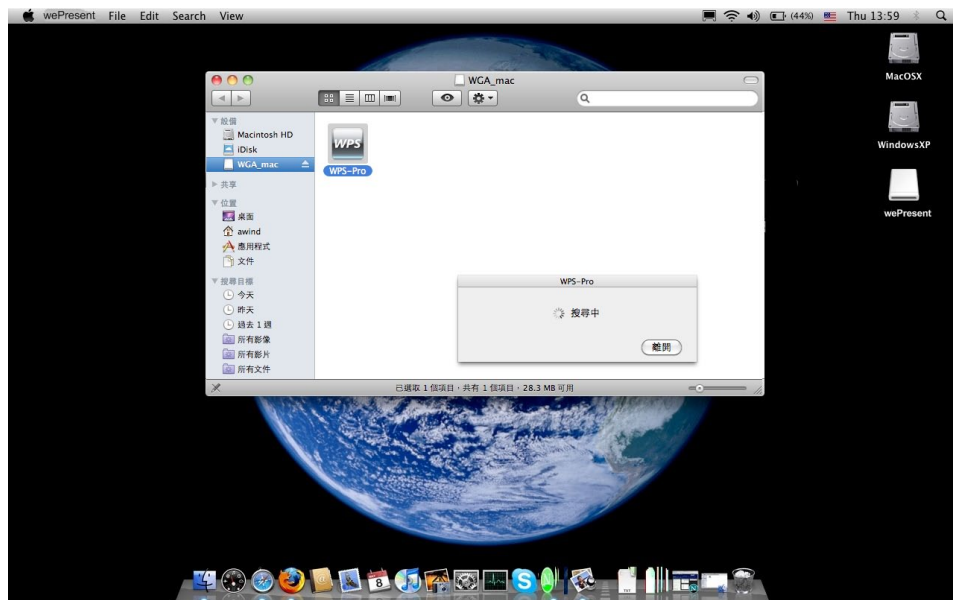 wePresent File Edit Search View (44%) Thu 13:59
MacOSX
WindowsXP
wePresent
WGA_mac
設備
Macintosh HD
iDisk
WGA_mac
共享
位置
桌面
awind
應用程式
文件
搜尋目標
今天
昨天
過去 1 週
所有影像
所有影片
所有文件
WPS
WPS-Pro
WPS-Pro
搜尋中
離開
已選取 1 個項目,共有 1 個項目,28.3 MB 可用
8